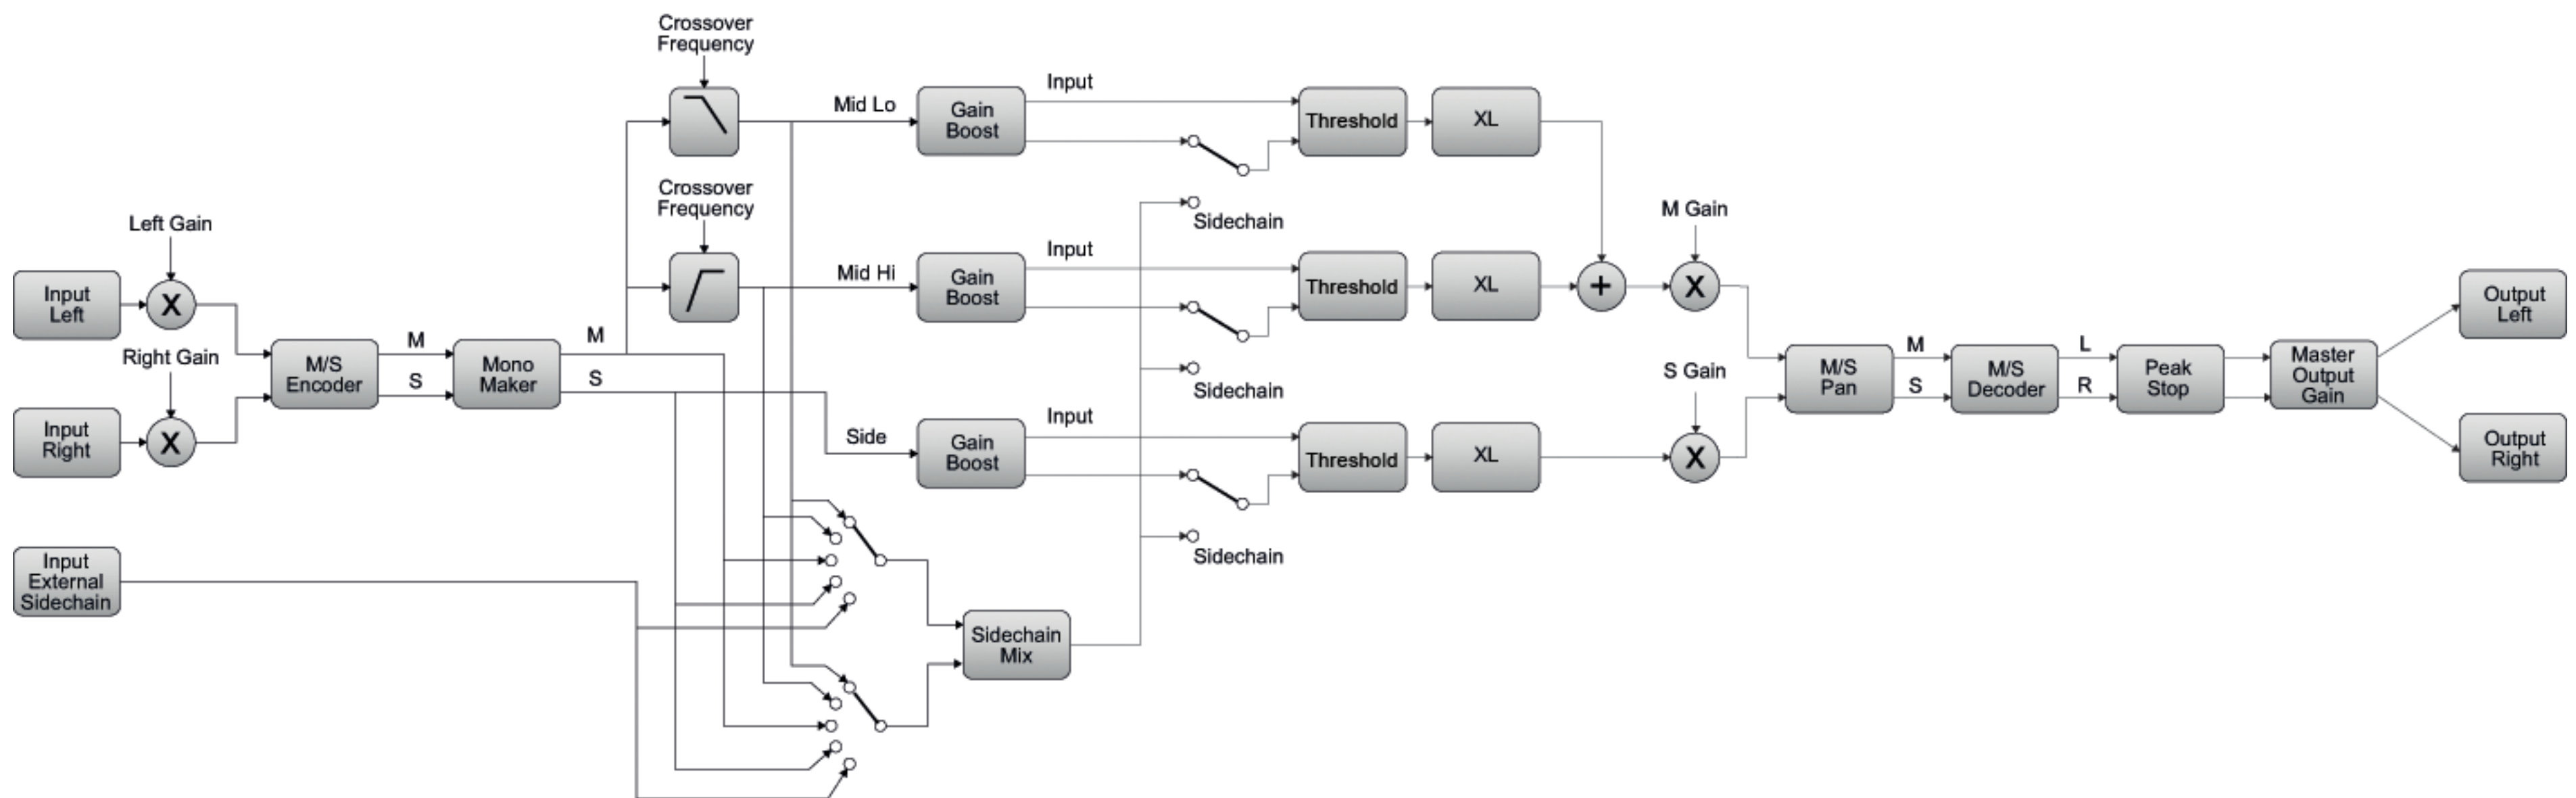 Crossover
Frequency
Mid Lo
Gain
Boost
Input
Threshold
XL
Crossover
Frequency
Sidechain
Left Gain
Mid Hi
Gain
Boost
Input
Threshold
XL
+
M Gain
X
Input
Left
X
Output
Left
Right Gain
M/S
Encoder
M
S
Mono
Maker
M
S
Sidechain
S Gain
M/S
Pan
M
S
M/S
Decoder
L
R
Peak
Stop
Master
Output
Gain
Input
Right
X
Side
Gain
Boost
Input
Threshold
XL
X
Output
Right
Sidechain
Input
External
Sidechain
Sidechain
Mix